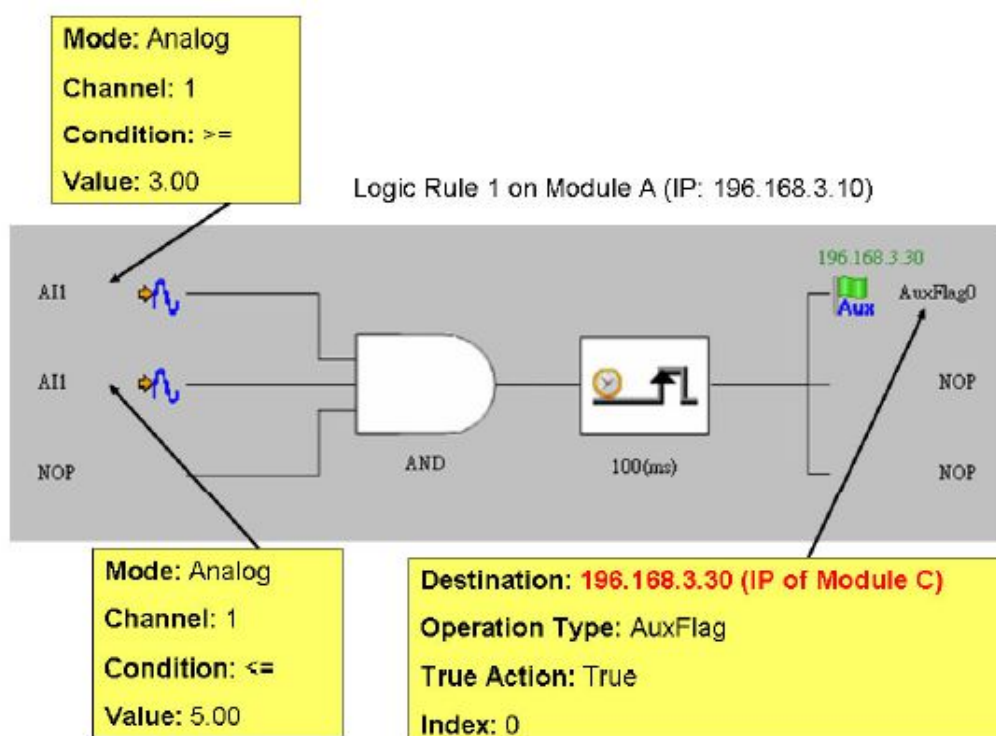 Mode: Analog
Channel: 1
Condition: >=
Value: 3.00
Logic Rule 1 on Module A (IP: 196.168.3.10)
196.168.3.30
AI1
Aux
AuxFlag0
AI1
NOP
NOP
AND
100(ms)
NOP
Mode: Analog
Channel: 1
Condition: <=
Value: 5.00
Destination: 196.168.3.30 (IP of Module C)
Operation Type: AuxFlag
True Action: True
Index: 0